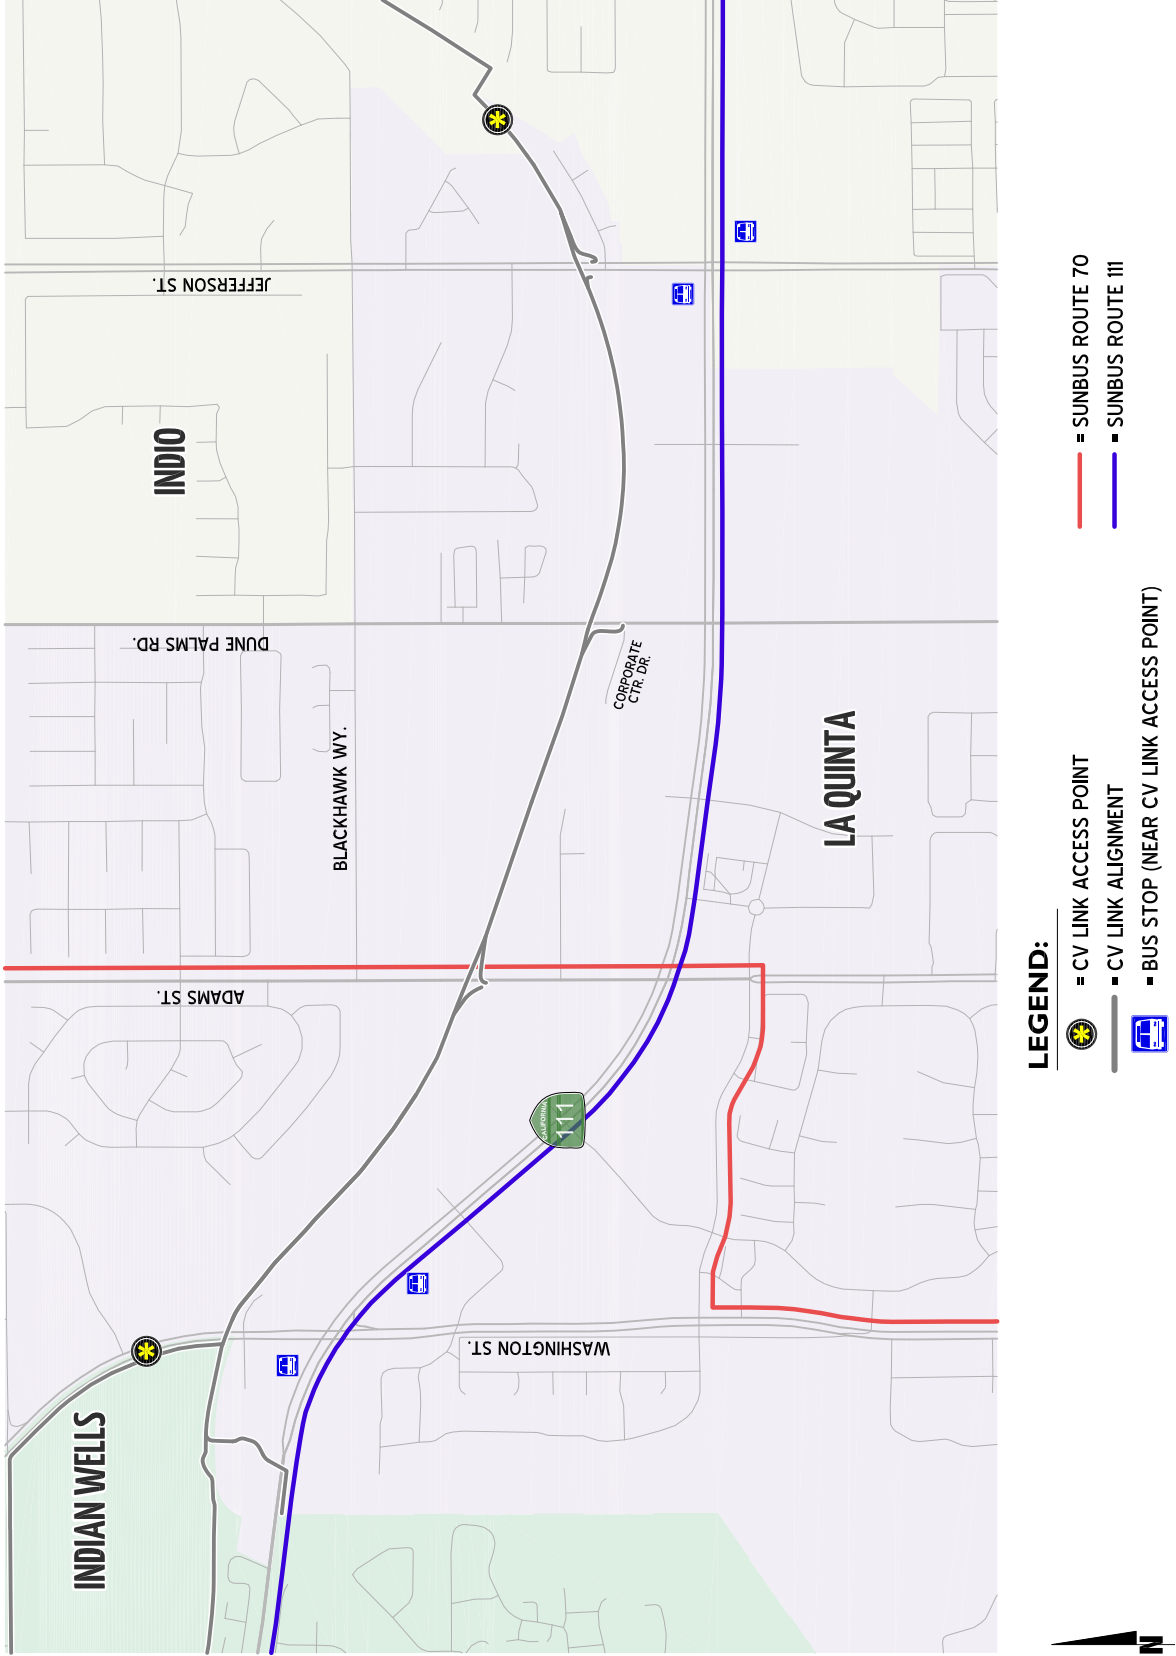 INDIAN WELLS
WASHINGTON ST.
CALIFORNIA
111
ADAMS ST.
BLACKHAWK WY.
DUNE PALMS RD.
CORPORATE
CTR. DR.
INDIO
LA QUINTA
JEFFERSON ST.
N
LEGEND:
= CV LINK ACCESS POINT
= CV LINK ALIGNMENT
= BUS STOP (NEAR CV LINK ACCESS POINT)
= SUNBUS ROUTE 70
= SUNBUS ROUTE 111